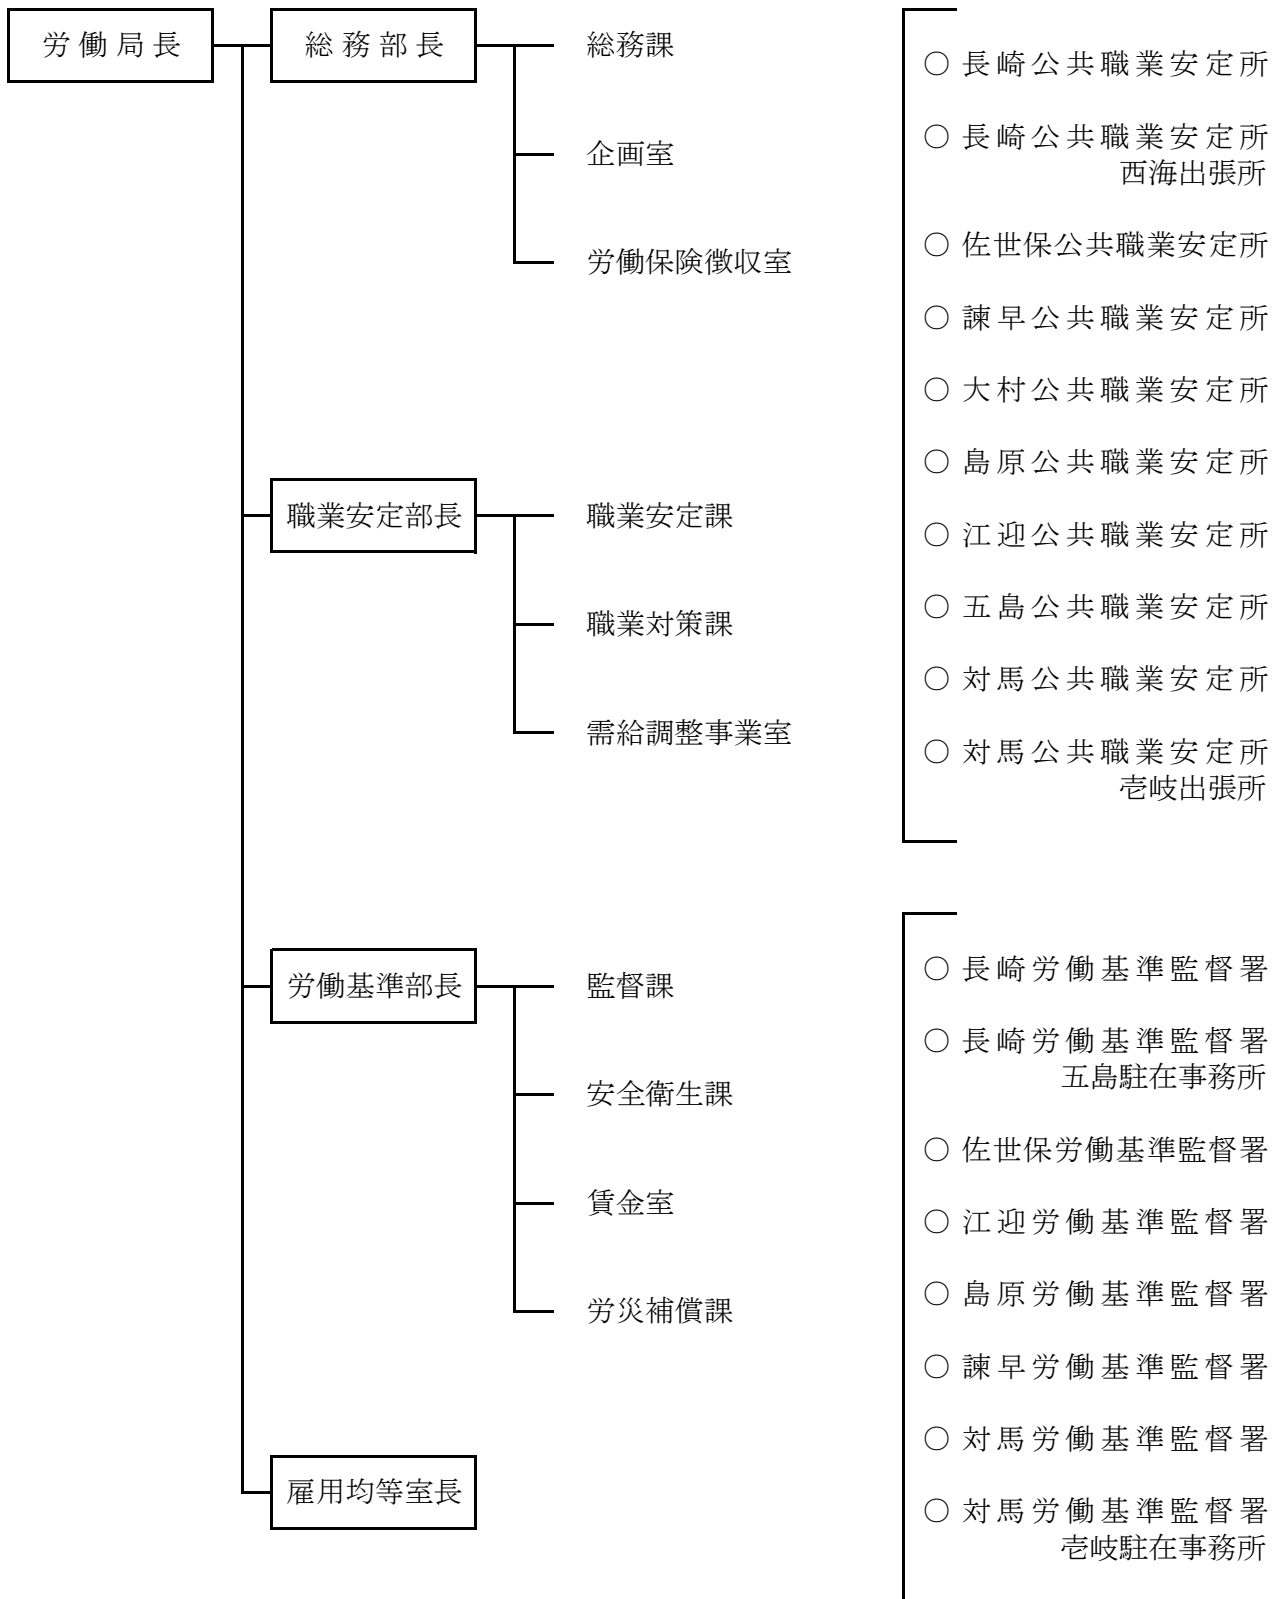 労働局長
総務部長
総務課
企画室
労働保険徴収室
職業安定部長
職業安定課
職業対策課
需給調整事業室
労働基準部長
監督課
安全衛生課
賃金室
労災補償課
雇用均等室長
○ 長崎公共職業安定所
○ 長崎公共職業安定所
西海出張所
○ 佐世保公共職業安定所
○ 諫早公共職業安定所
○ 大村公共職業安定所
○ 島原公共職業安定所
○ 江迎公共職業安定所
○ 五島公共職業安定所
○ 対馬公共職業安定所
○ 対馬公共職業安定所
壱岐出張所
○ 長崎労働基準監督署
○ 長崎労働基準監督署
五島駐在事務所
○ 佐世保労働基準監督署
○ 江迎労働基準監督署
○ 島原労働基準監督署
○ 諫早労働基準監督署
○ 対馬労働基準監督署
○ 対馬労働基準監督署
壱岐駐在事務所